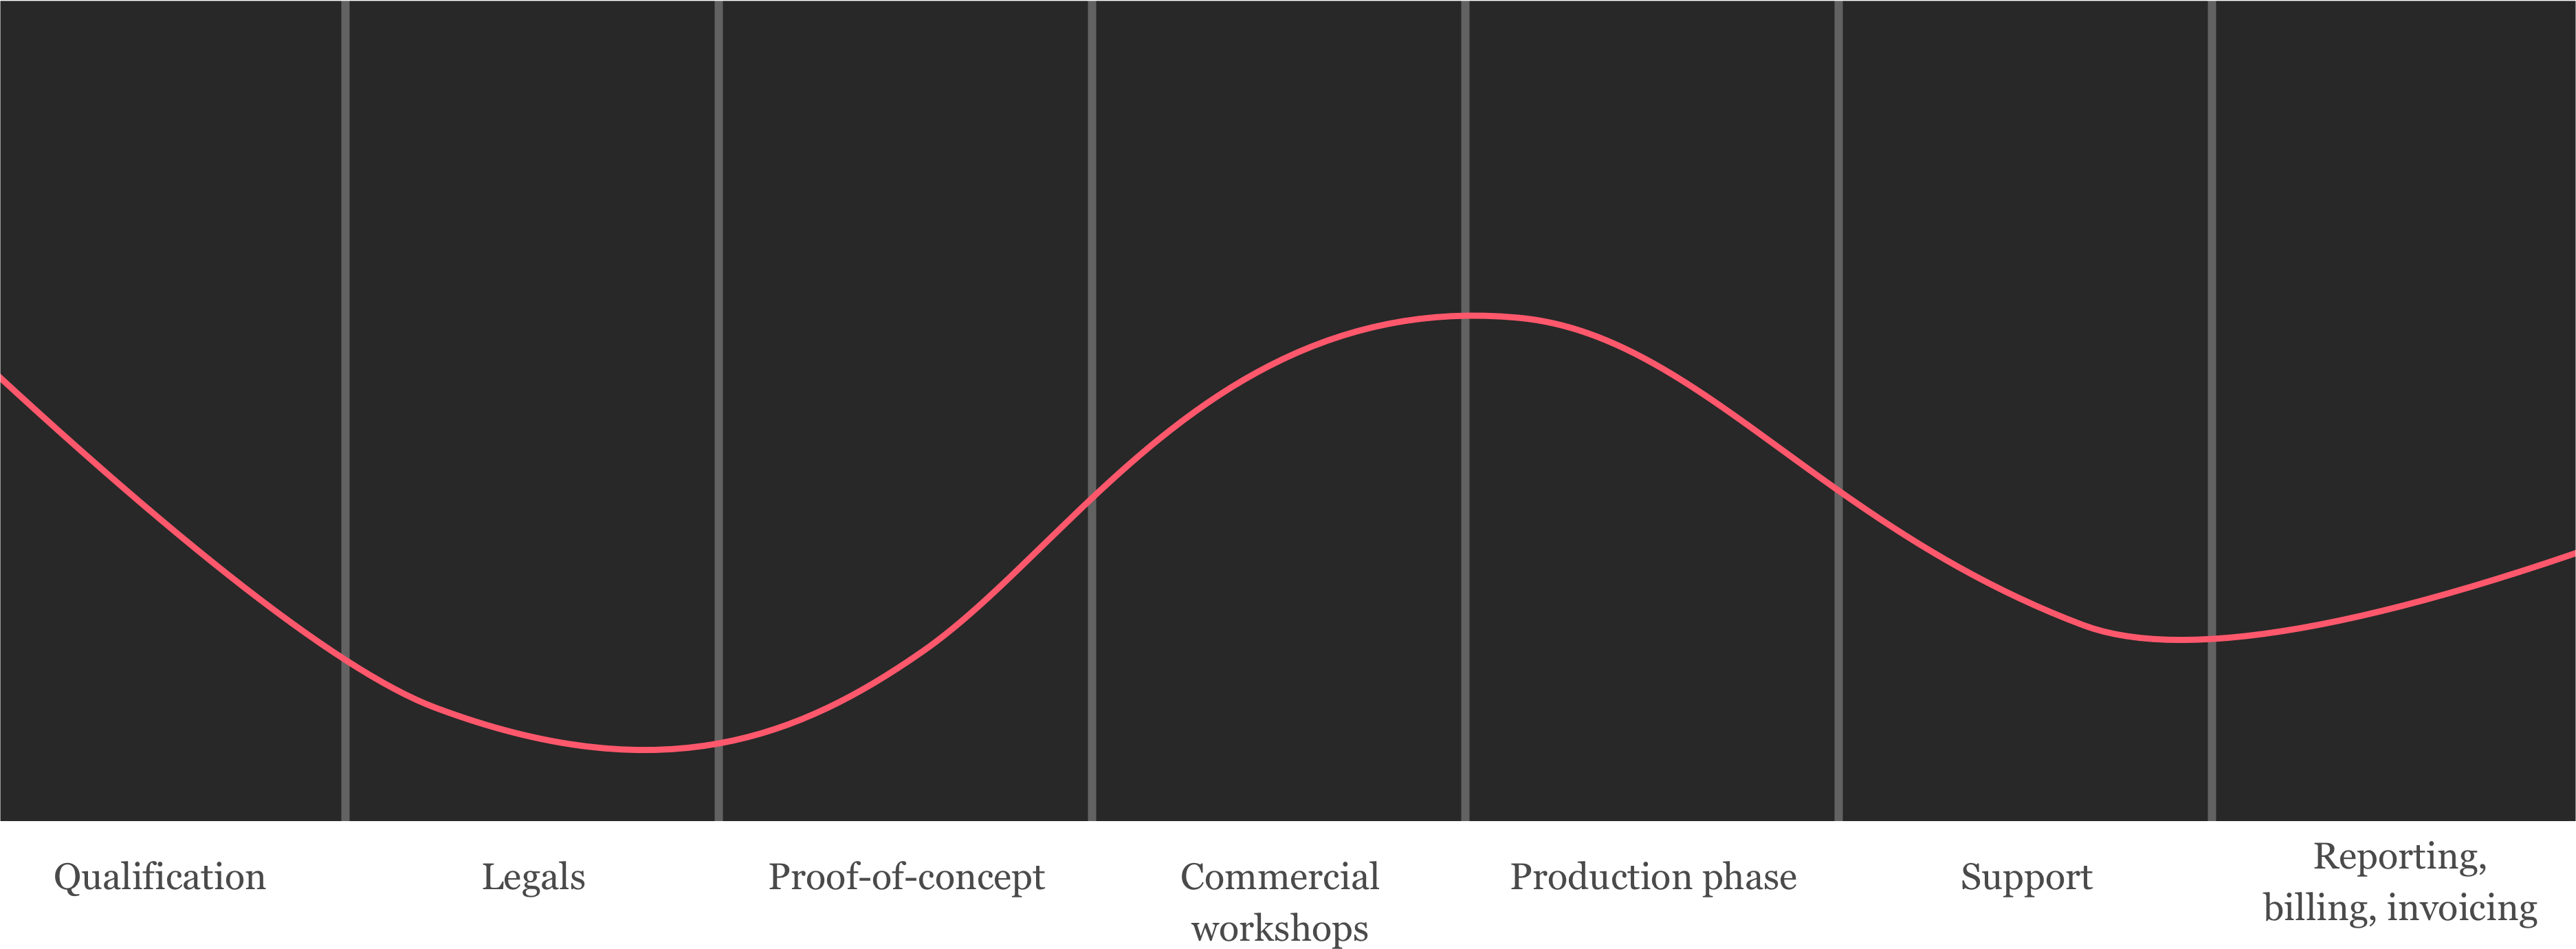 Qualification
Legals
Proof-of-concept
Commercial
workshops
Production phase
Support
Reporting,
billing, invoicing